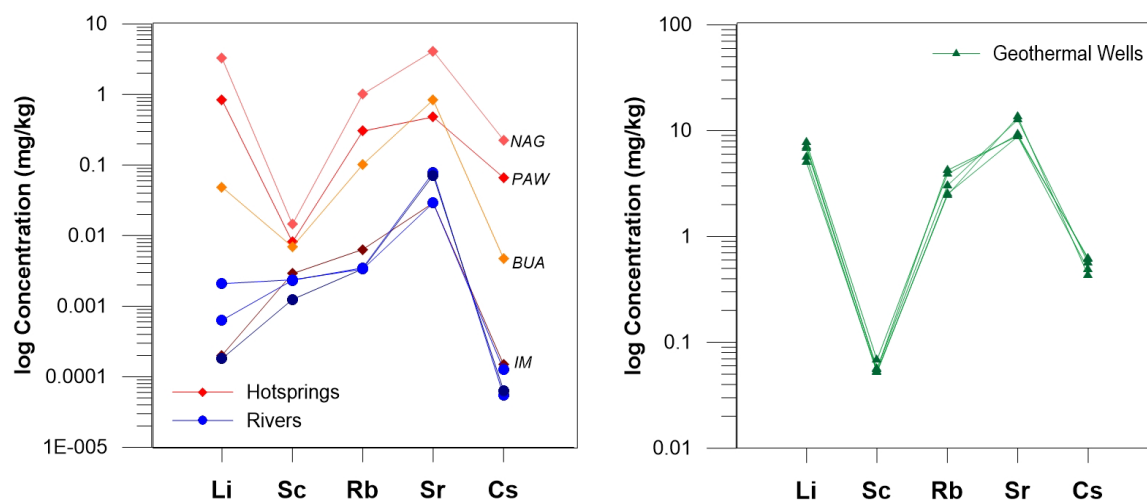 log Concentration (mg/kg)
10
1
0.1
0.01
0.001
0.0001
1E-005
NAG
PAW
BUA
IM
Hotsprings
Rivers
Li Sc Rb Sr Cs
log Concentration (mg/kg)
100
10
1
0.1
0.01
Geothermal Wells
Li Sc Rb Sr Cs